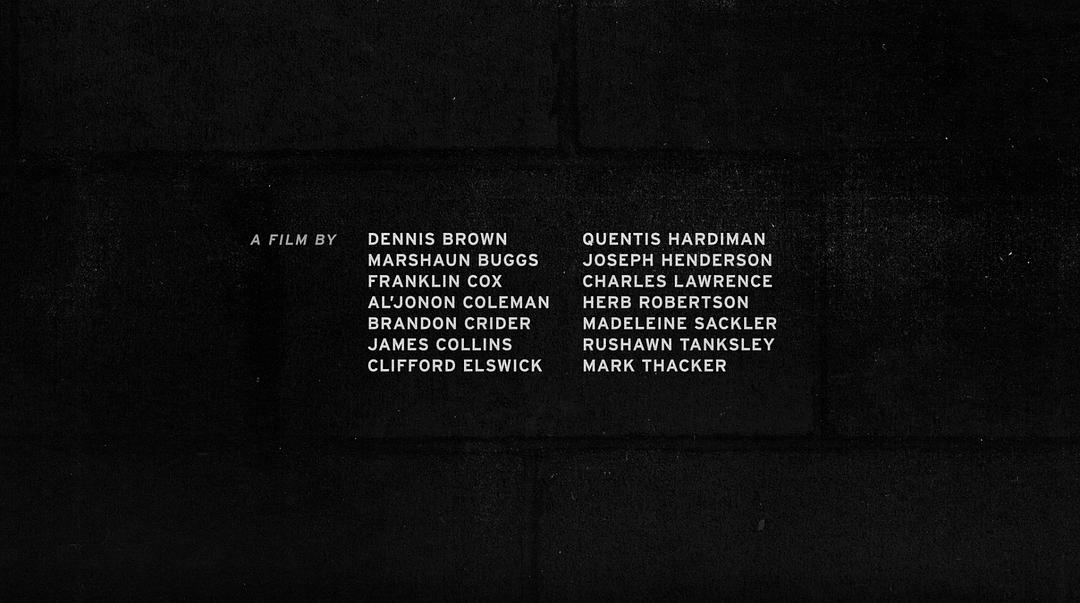 A FILM BY
DENNIS BROWN
MARSHAUN BUGGS
FRANKLIN COX
AL'JONON COLEMAN
BRANDON CRIDER
JAMES COLLINS
CLIFFORD ELSWICK
QUENTIS HARDIMAN
JOSEPH HENDERSON
CHARLES LAWRENCE
HERB ROBERTSON
MADELEINE SACKLER
RUSHAWN TANKSLEY
MARK THACKER